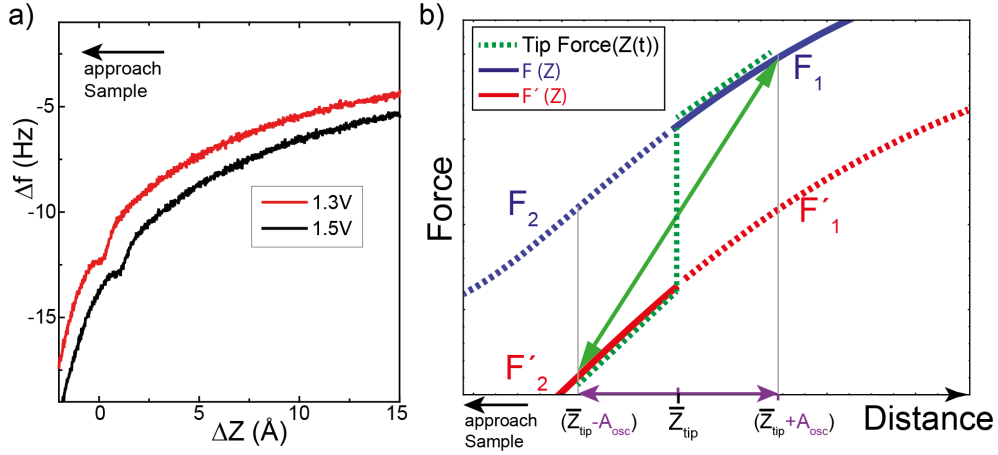 a)
approach
Sample
-5
-10
-15
Δf (Hz)
1.3V
1.5V
0
5
10
15
ΔZ (Å)
b)
Tip Force(Z(t))
F (Z)
F´ (Z)
F₁
F₂
F´₁
F´₂
Force
approach
Sample
(Z̅tip-Aosc)
Z̅tip
(Z̅tip+Aosc)
Distance